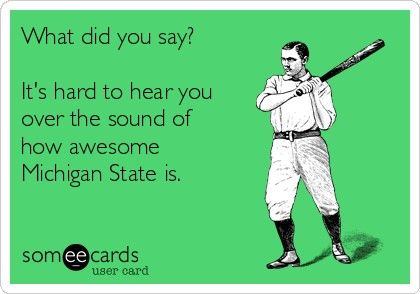 What did you say?
It's hard to hear you
over the sound of
how awesome
Michigan State is.
someecards
user card